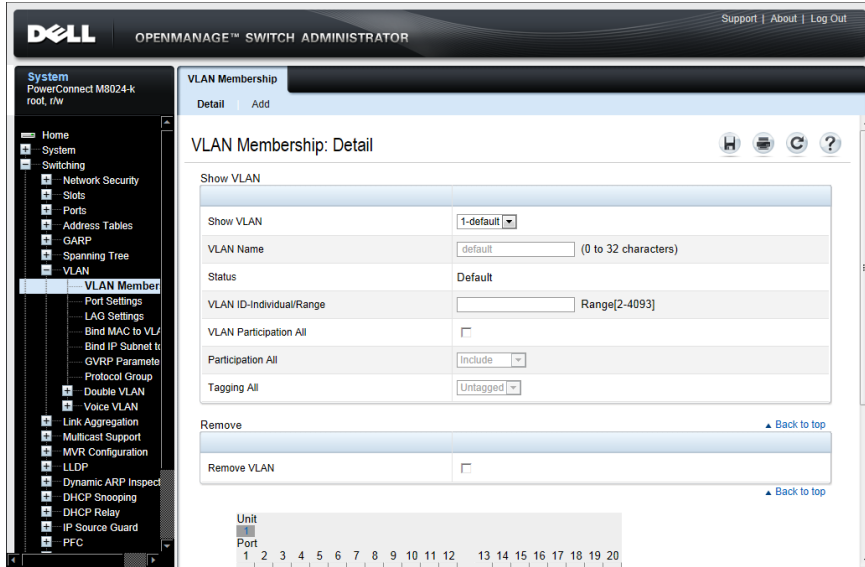 Support | About | Log Out
DELL
OPENMANAGE™ SWITCH ADMINISTRATOR
System
PowerConnect M8024-k
root, r/w
Home
System
Switching
Network Security
Slots
Ports
Address Tables
GARP
Spanning Tree
VLAN
VLAN Member
Port Settings
LAG Settings
Bind MAC to VLA
Bind IP Subnet to
GVRP Paramete
Protocol Group
Double VLAN
Voice VLAN
Link Aggregation
Multicast Support
MVR Configuration
LLDP
Dynamic ARP Inspect
DHCP Snooping
DHCP Relay
IP Source Guard
PFC
VLAN Membership
Detail Add
VLAN Membership: Detail
Show VLAN
Show VLAN 1-default
VLAN Name default (0 to 32 characters)
Status Default
VLAN ID-Individual/Range Range[2-4093]
VLAN Participation All
Participation All Include
Tagging All Untagged
Remove Back to top
Remove VLAN
Back to top
Unit
1
Port
1 2 3 4 5 6 7 8 9 10 11 12 13 14 15 16 17 18 19 20